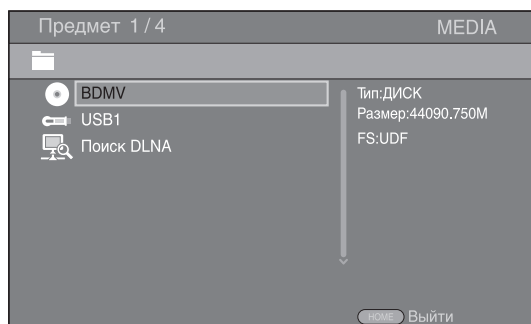 Предмет 1/4 MEDIA
BDMV
USB1
Поиск DLNA
Тип:ДИСК
Размер:44090.750M
FS:UDF
HOME Выйти